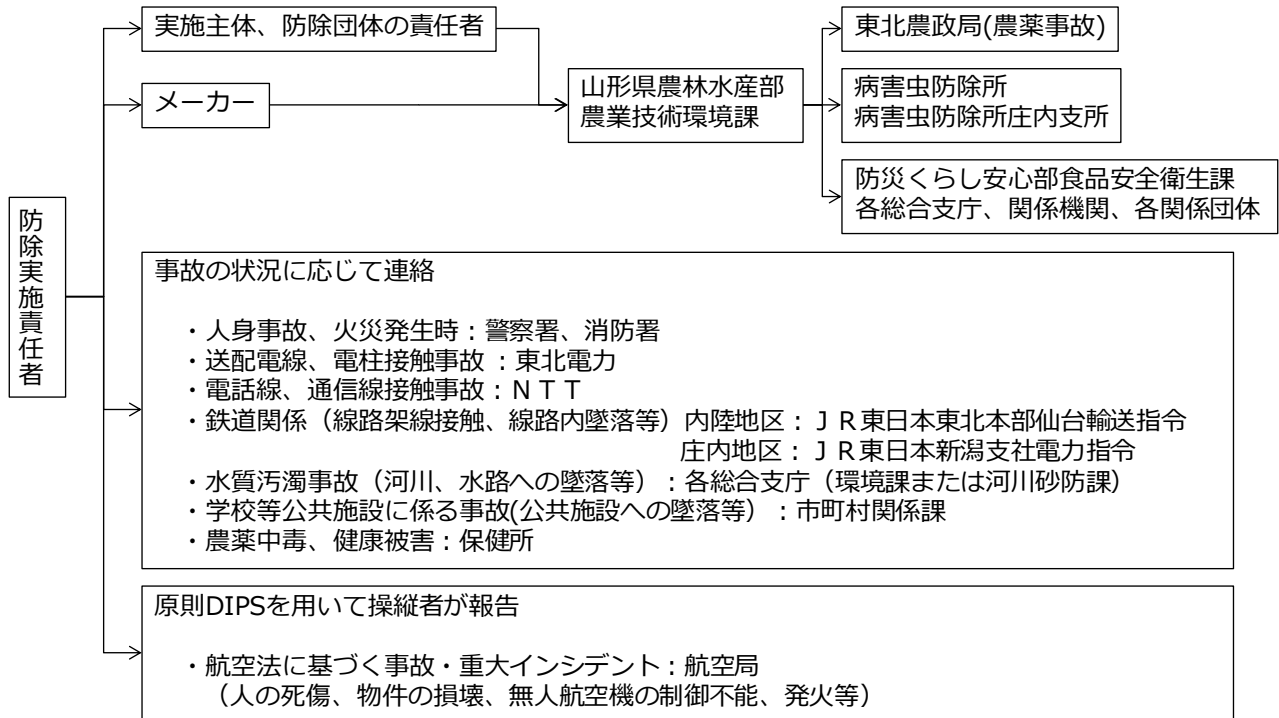 実施主体、防除団体の責任者
メーカー
山形県農林水産部
農業技術環境課
東北農政局(農薬事故)
病害虫防除所
病害虫防除所庄内支所
防災くらし安心部食品安全衛生課
各総合支庁、関係機関、各関係団体
防除実施責任者
事故の状況に応じて連絡
・人身事故、火災発生時：警察署、消防署
・送配電線、電柱接触事故：東北電力
・電話線、通信線接触事故：ＮＴＴ
・鉄道関係（線路架線接触、線路内墜落等）内陸地区：ＪＲ東日本東北本部仙台輸送指令
庄内地区：ＪＲ東日本新潟支社電力指令
・水質汚濁事故（河川、水路への墜落等）：各総合支庁（環境課または河川砂防課）
・学校等公共施設に係る事故(公共施設への墜落等）：市町村関係課
・農薬中毒、健康被害：保健所
原則DIPSを用いて操縦者が報告
・航空法に基づく事故・重大インシデント：航空局
（人の死傷、物件の損壊、無人航空機の制御不能、発火等）